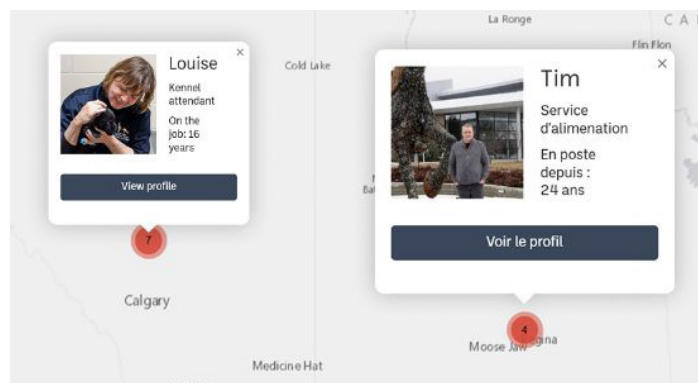 La Ronge
C A
Flin Flon
Cold Lake
×
Louise
Kennel
attendant
On the
job: 16
years
View profile
7
Calgary
Medicine Hat
×
Tim
Service
d'alimenation
En poste
depuis :
24 ans
Voir le profil
4
Moose Jaw
gina